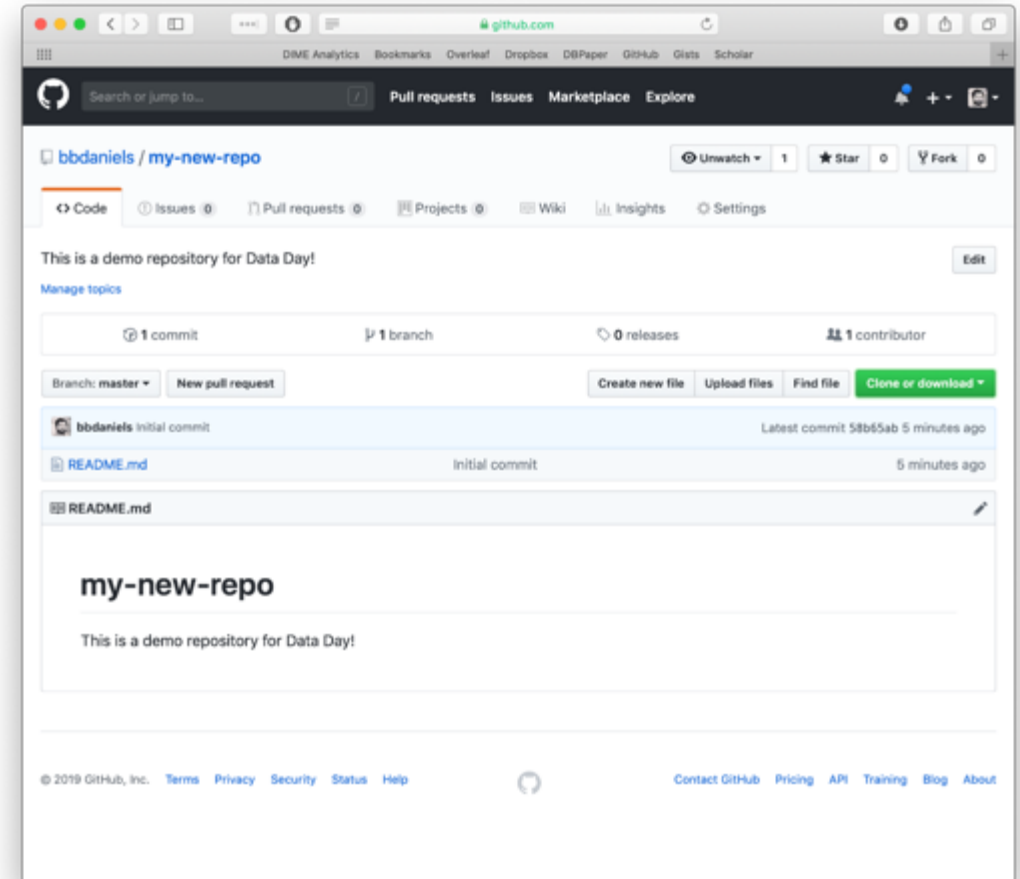 github.com
DIME Analytics Bookmarks Overleaf Dropbox DBPaper GitHub Gists Scholar
Search or jump to... / Pull requests Issues Marketplace Explore
bbdaniels / my-new-repo Unwatch 1 Star 0 Fork 0
Code Issues 0 Pull requests 0 Projects 0 Wiki Insights Settings
This is a demo repository for Data Day! Edit
Manage topics
1 commit 1 branch 0 releases 1 contributor
Branch: master New pull request Create new file Upload files Find file Clone or download
bbdaniels Initial commit Latest commit 58b65ab 5 minutes ago
README.md Initial commit 5 minutes ago
README.md
my-new-repo
This is a demo repository for Data Day!
© 2019 GitHub, Inc. Terms Privacy Security Status Help Contact GitHub Pricing API Training Blog About